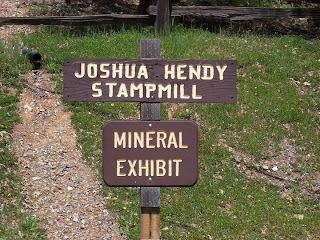 JOSHUA HENDY
STAMPMILL
MINERAL
EXHIBIT